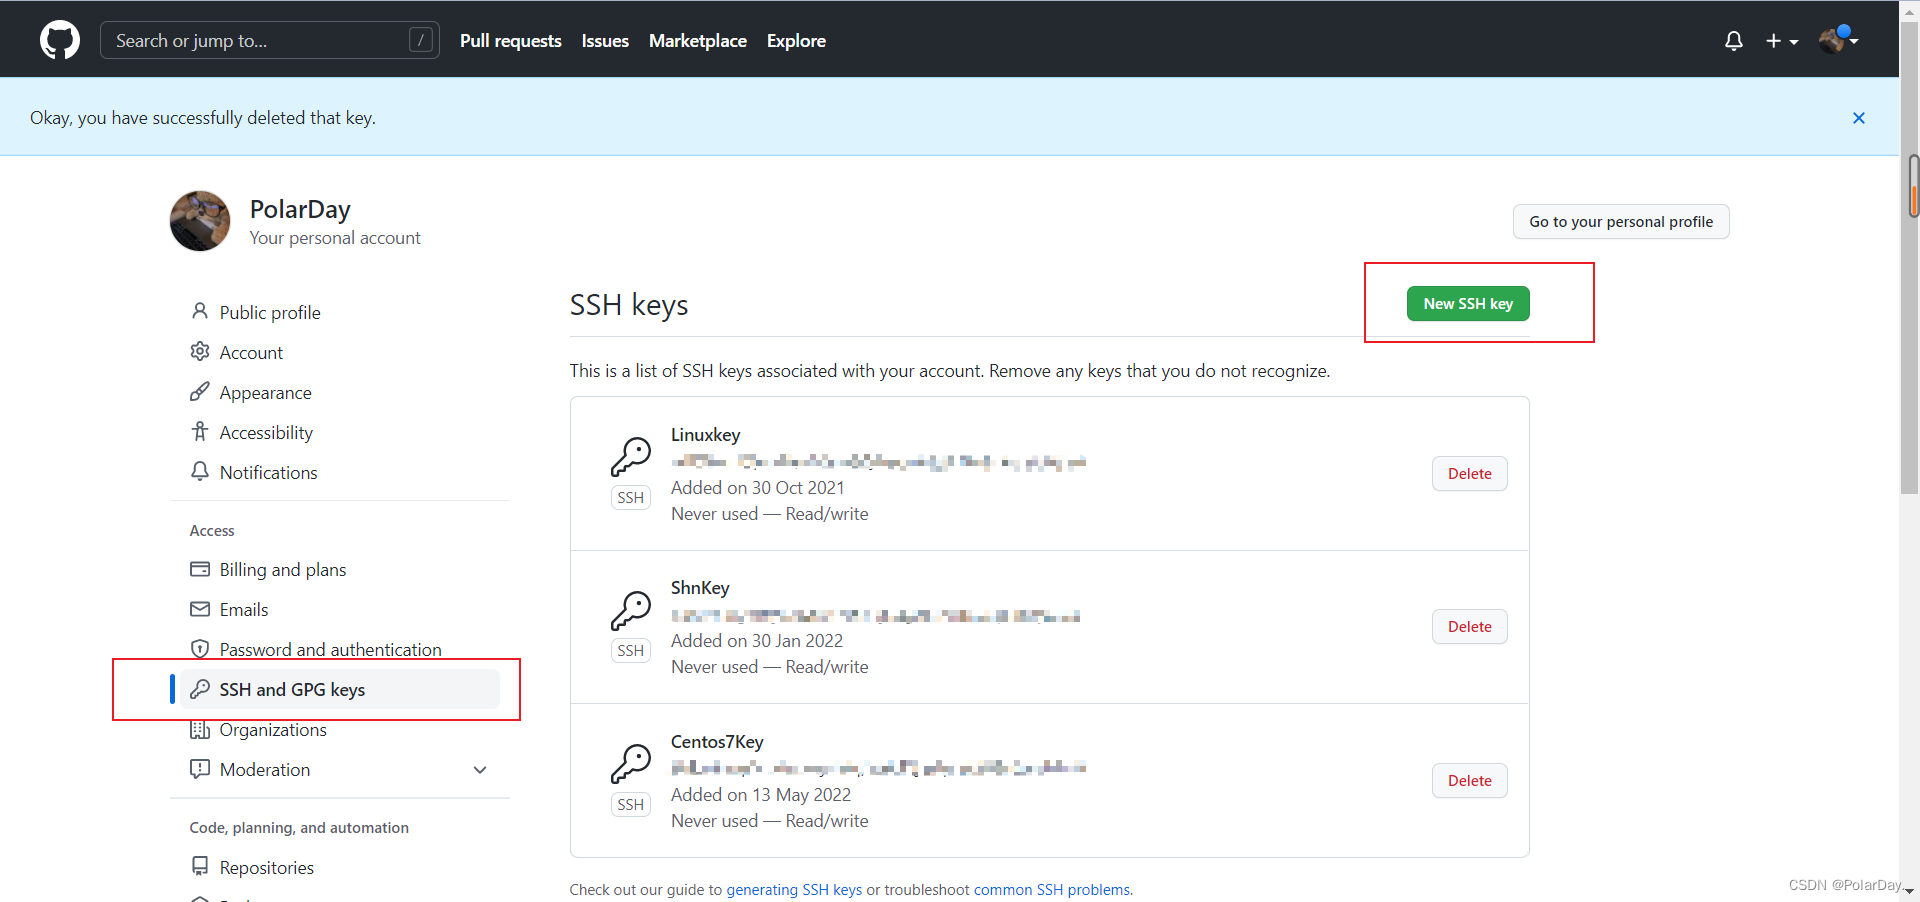 Search or jump to... /
Pull requests Issues Marketplace Explore
Okay, you have successfully deleted that key.
PolarDay
Your personal account
Go to your personal profile
Public profile
Account
Appearance
Accessibility
Notifications
Access
Billing and plans
Emails
Password and authentication
SSH and GPG keys
Organizations
Moderation
Code, planning, and automation
Repositories
SSH keys
New SSH key
This is a list of SSH keys associated with your account. Remove any keys that you do not recognize.
Linuxkey
SSH
Added on 30 Oct 2021
Never used — Read/write
Delete
ShnKey
SSH
Added on 30 Jan 2022
Never used — Read/write
Delete
Centos7Key
SSH
Added on 13 May 2022
Never used — Read/write
Delete
Check out our guide to generating SSH keys or troubleshoot common SSH problems.
CSDN @PolarDay.